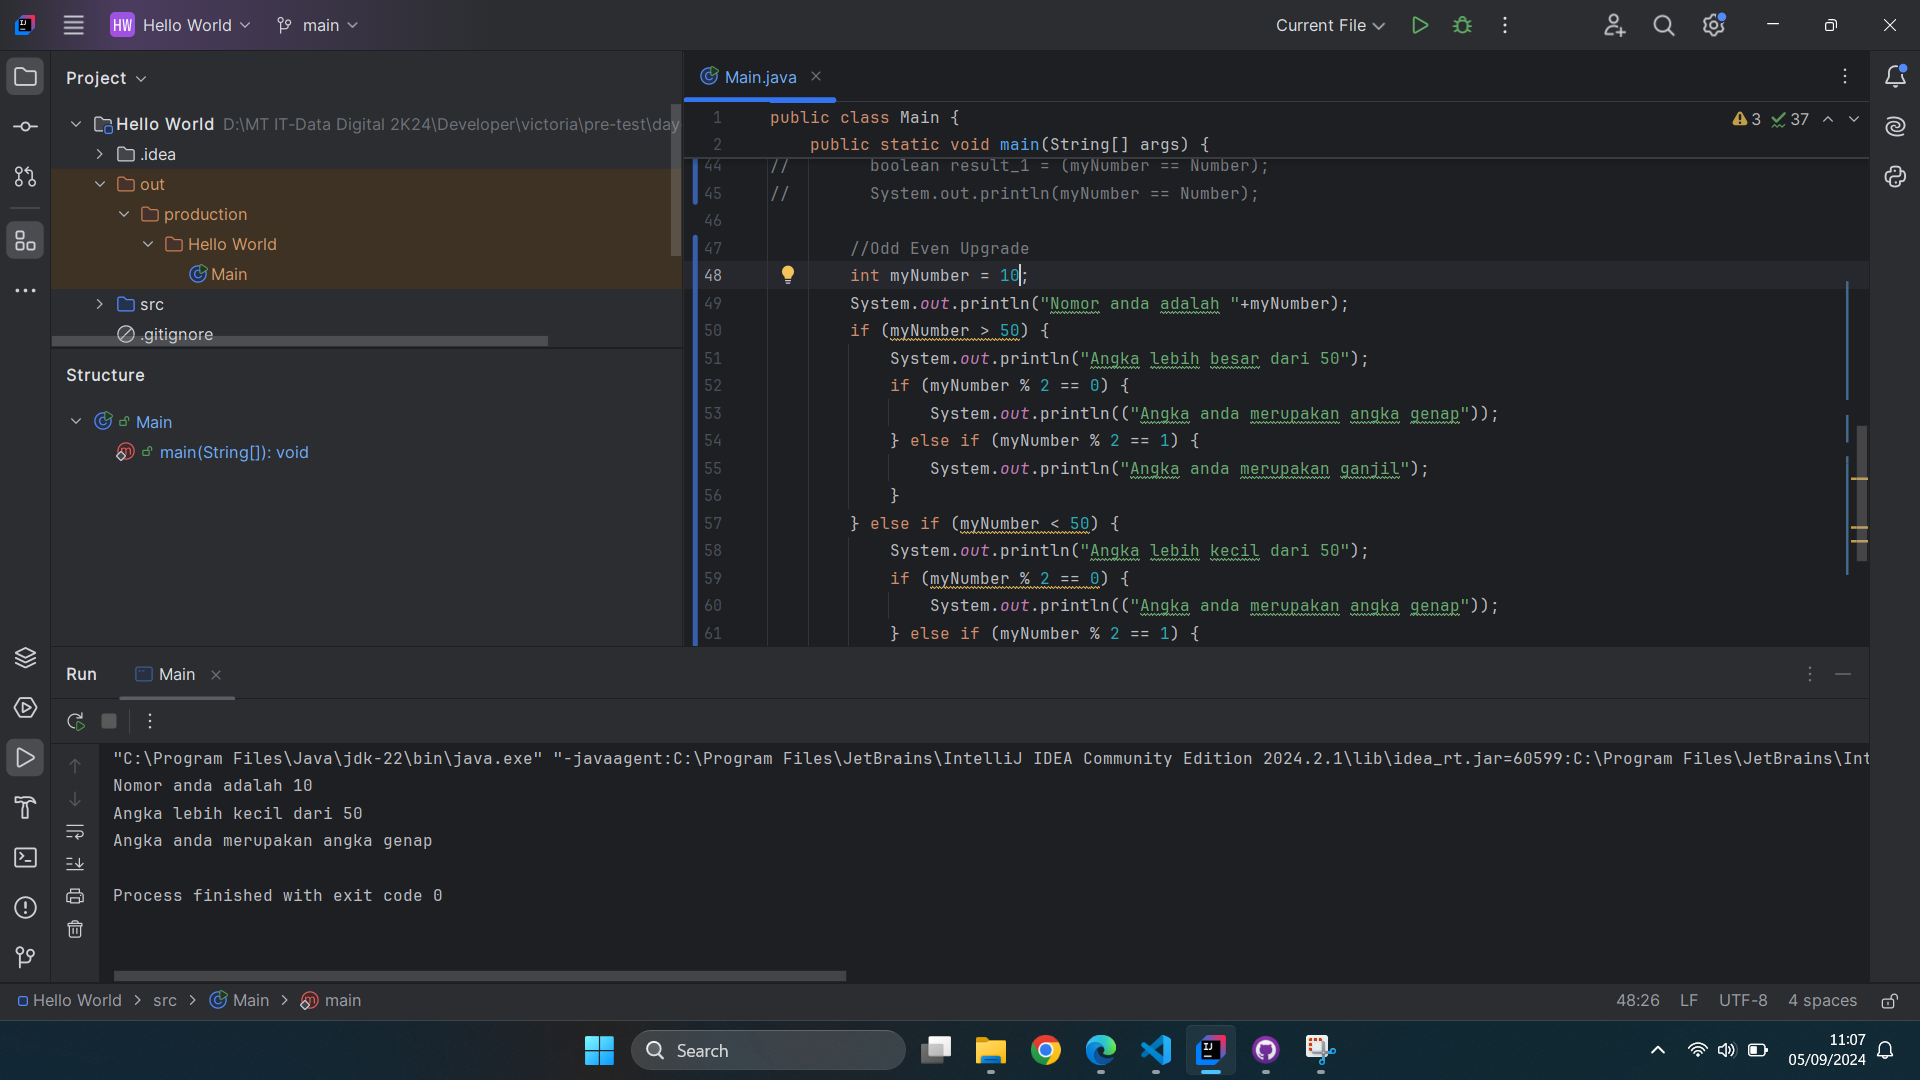 HW Hello World main Current File
Project
Hello World D:\MT IT-Data Digital 2K24\Developer\victoria\pre-test\day
.idea
out
production
Hello World
Main
src
.gitignore
Structure
Main
main(String[]): void
Main.java
3 37
1 public class Main {
2 public static void main(String[] args) {
44 // boolean result_1 = (myNumber == Number);
45 // System.out.println(myNumber == Number);
46
47 //Odd Even Upgrade
48 int myNumber = 10;
49 System.out.println("Nomor anda adalah "+myNumber);
50 if (myNumber > 50) {
51 System.out.println("Angka lebih besar dari 50");
52 if (myNumber % 2 == 0) {
53 System.out.println(("Angka anda merupakan angka genap"));
54 } else if (myNumber % 2 == 1) {
55 System.out.println("Angka anda merupakan ganjil");
56 }
57 } else if (myNumber < 50) {
58 System.out.println("Angka lebih kecil dari 50");
59 if (myNumber % 2 == 0) {
60 System.out.println(("Angka anda merupakan angka genap"));
61 } else if (myNumber % 2 == 1) {
Run Main
"C:\Program Files\Java\jdk-22\bin\java.exe" "-javaagent:C:\Program Files\JetBrains\IntelliJ IDEA Community Edition 2024.2.1\lib\idea_rt.jar=60599:C:\Program Files\JetBrains\Int
Nomor anda adalah 10
Angka lebih kecil dari 50
Angka anda merupakan angka genap
Process finished with exit code 0
Hello World > src > Main > main 48:26 LF UTF-8 4 spaces
Search
11:07
05/09/2024